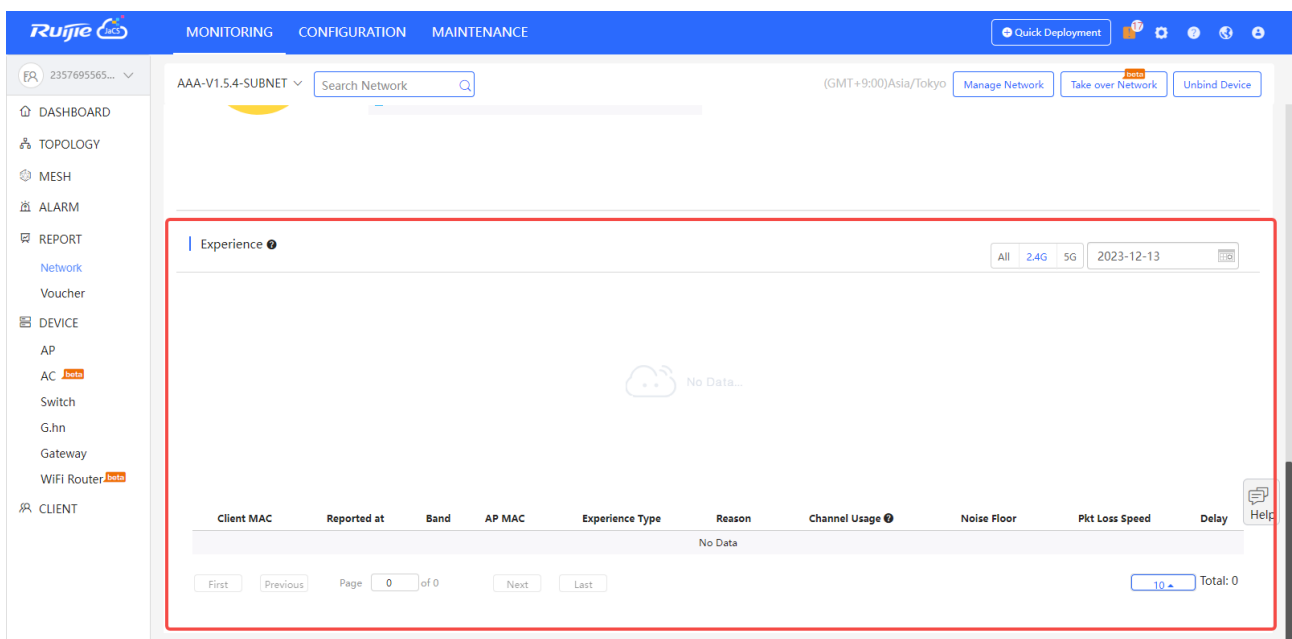 Ruijie JaCS
MONITORING CONFIGURATION MAINTENANCE
Quick Deployment 17
2357695565...
AAA-V1.5.4-SUBNET Search Network (GMT+9:00)Asia/Tokyo Manage Network Take over Network beta Unbind Device
DASHBOARD
TOPOLOGY
MESH
ALARM
REPORT
Network
Voucher
DEVICE
AP
AC beta
Switch
G.hn
Gateway
WiFi Router beta
CLIENT
Experience
All 2.4G 5G 2023-12-13
No Data...
Client MAC Reported at Band AP MAC Experience Type Reason Channel Usage Noise Floor Pkt Loss Speed Delay
No Data
First Previous Page 0 of 0 Next Last 10 Total: 0
Help